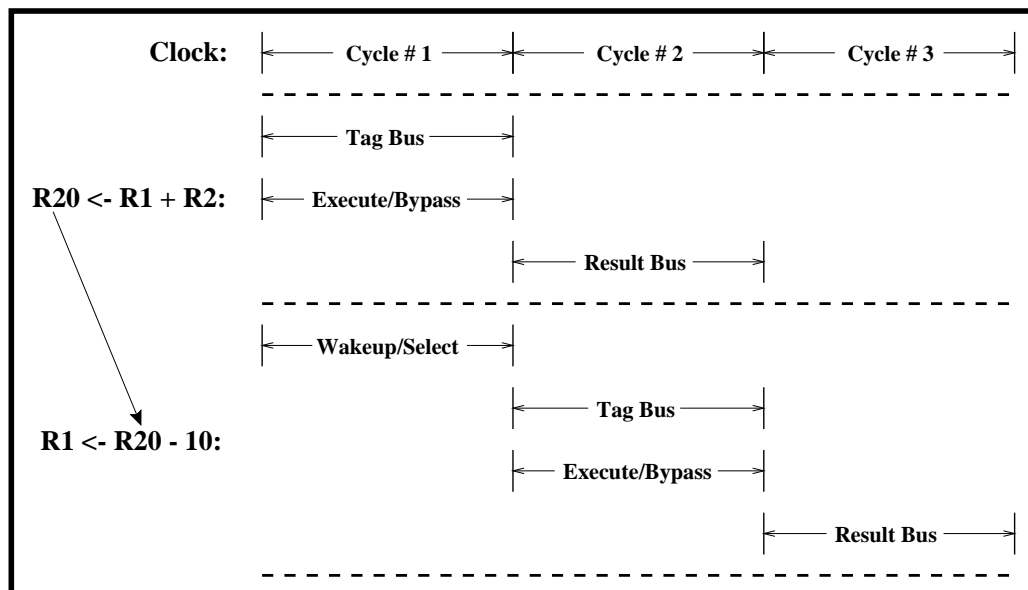 Clock: Cycle # 1 Cycle # 2 Cycle # 3
Tag Bus
R20 <- R1 + R2: Execute/Bypass
Result Bus
Wakeup/Select
Tag Bus
R1 <- R20 - 10:
Execute/Bypass
Result Bus